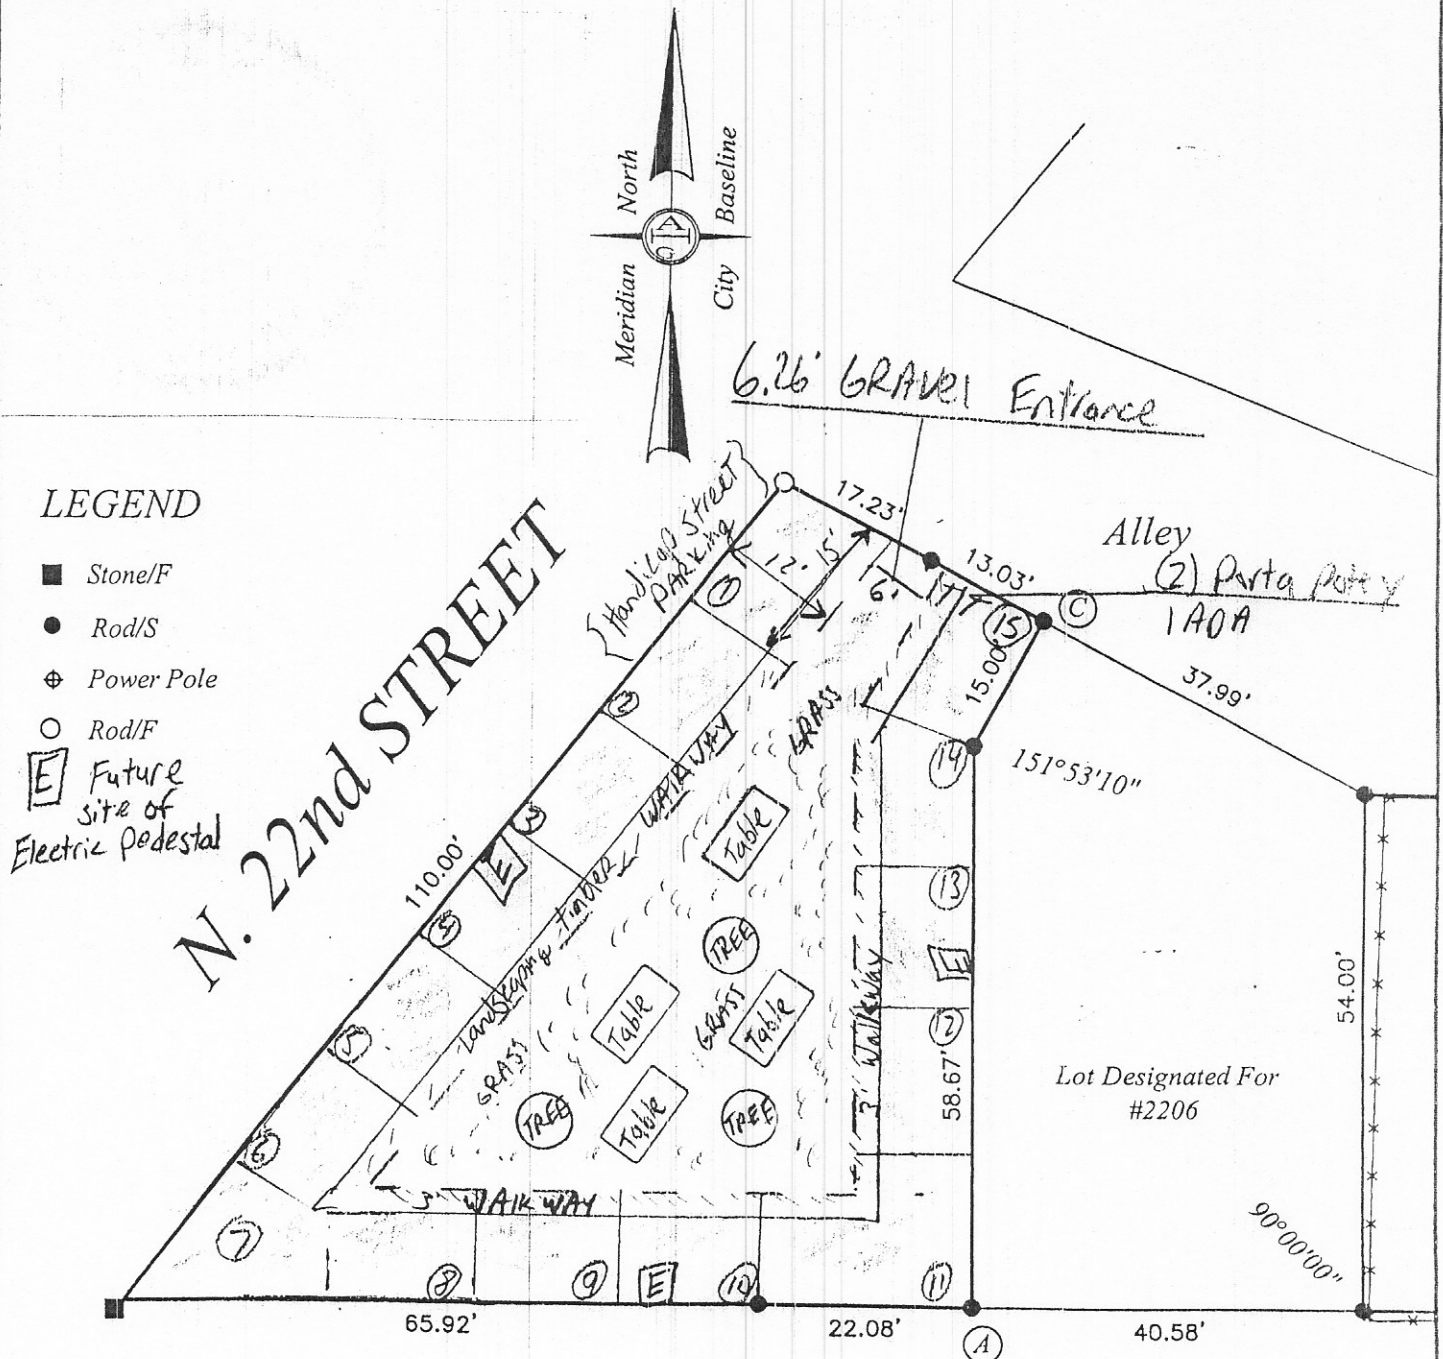 North
Baseline
Meridian
City
A
G
6.26' GRAVEl Entrance
LEGEND
Stone/F
Rod/S
Power Pole
Rod/F
E Future
site of
Electric Pedestal
N. 22nd STREET
110.00'
Handicap Street
PARKing
17.23'
Alley
13.03'
(2) Porta Potty
1 ADA
C
37.99'
12'
15'
6'
15
15.00'
151°53'10"
2
GRASS
WAlkWAY
Landscaping Timber
14
Table
3
E
TREE
13
E
GRASS
Table
Table
3' Walkway
12
58.67'
54.00'
Lot Designated For
#2206
5
GRASS
TREE
Table
TREE
6
3' WAlKWAY
7
8
9
E
10
11
90°00'00"
65.92'
22.08'
A
40.58'